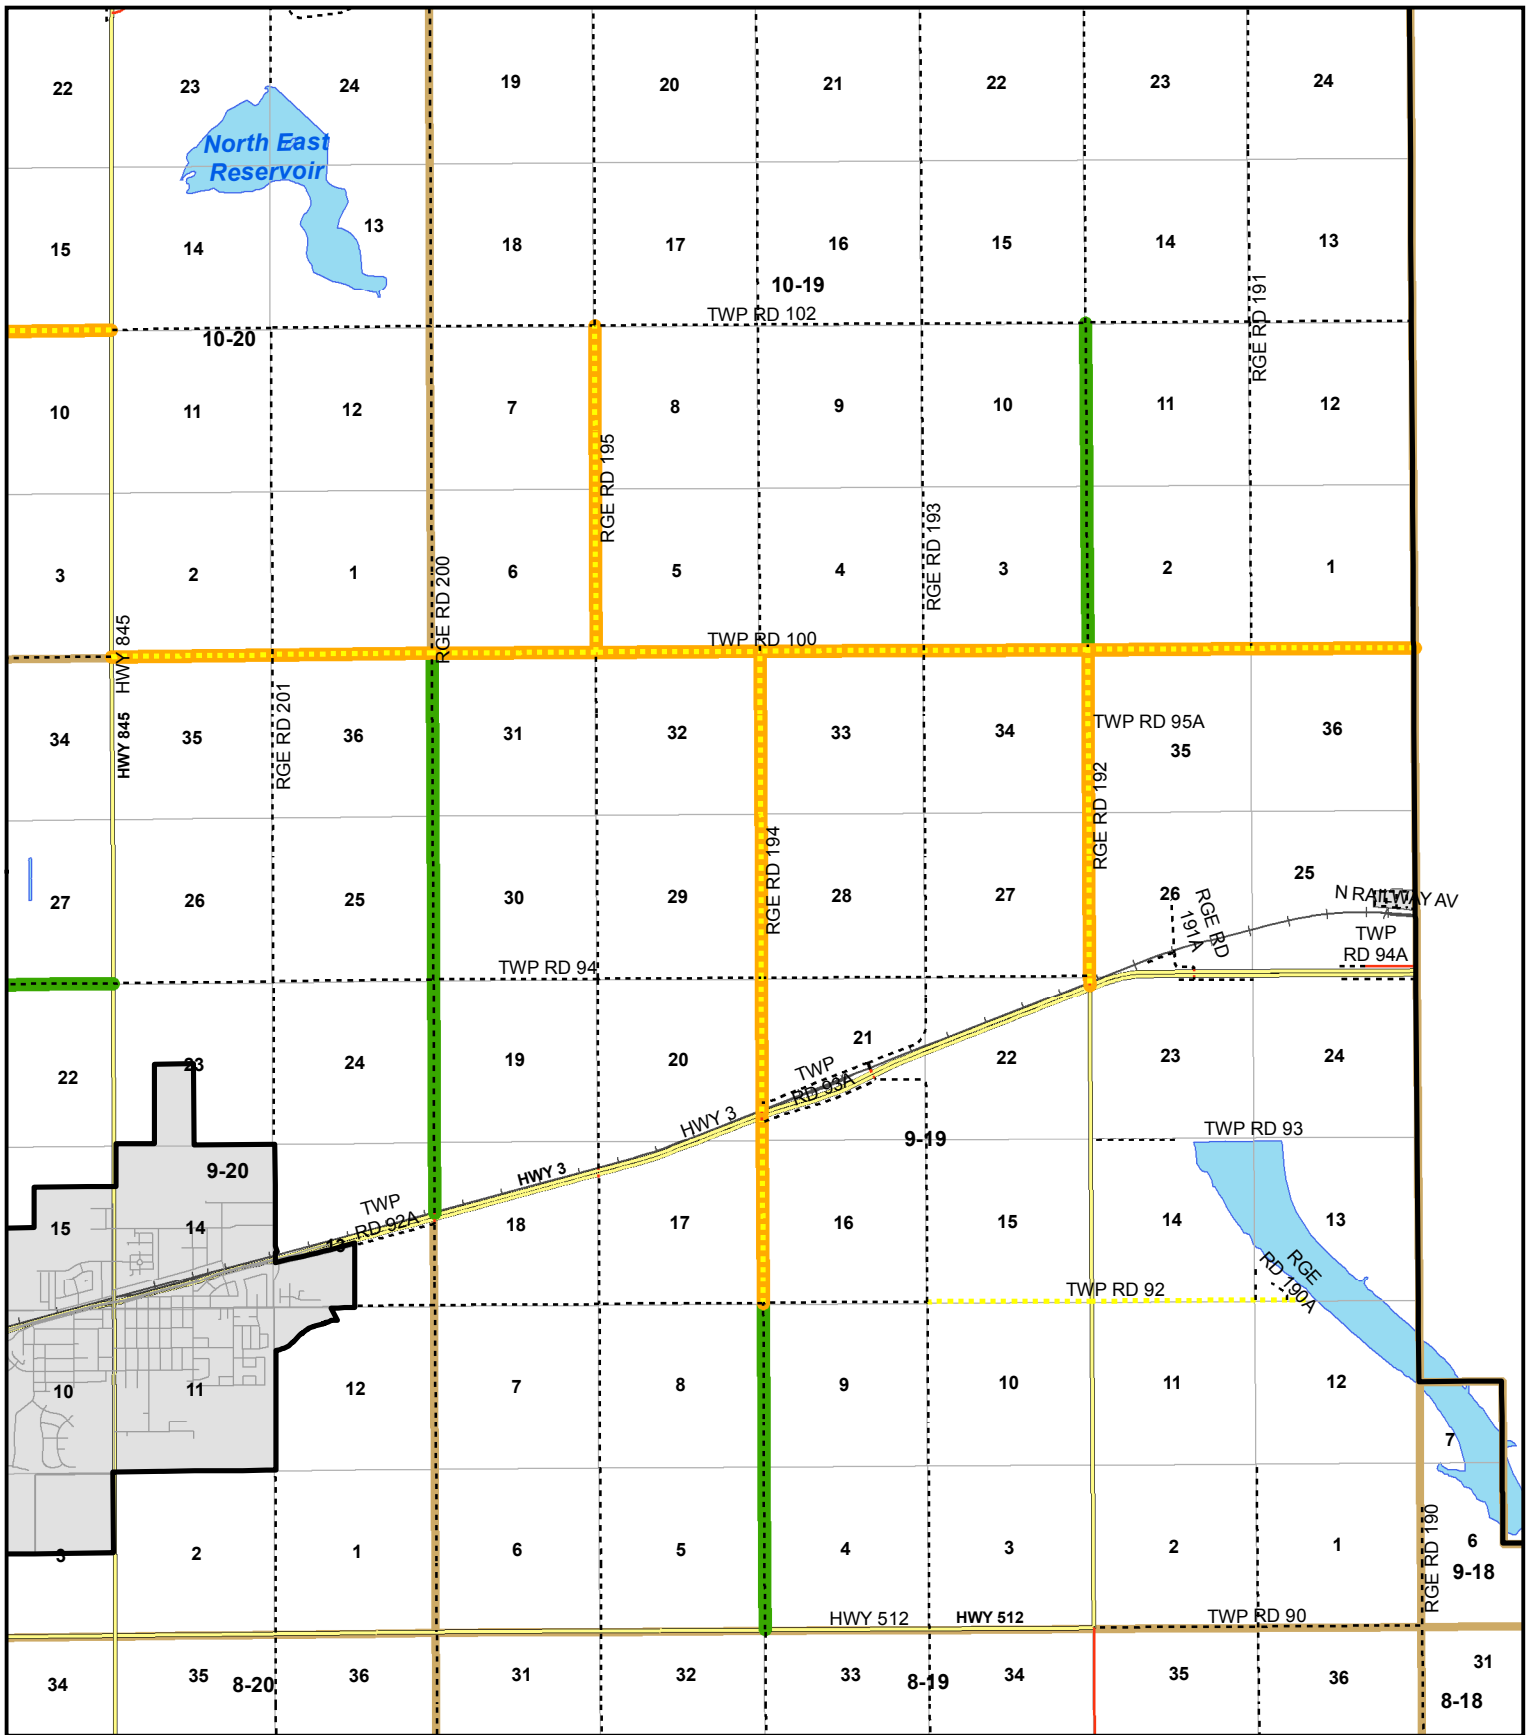 22 23 24 19 20 21 22 23 24
North East
Reservoir
15 14 13 18 17 16 15 14 13
10-19
RGE RD 191
TWP RD 102
10-20
10 11 12 7 8 9 10 11 12
RGE RD 195
RGE RD 193
RGE RD 200
3 2 1 6 5 4 3 2 1
HWY 845
TWP RD 100
RGE RD 201
HWY 845
34 35 36 31 32 33 34 35 36
TWP RD 95A
RGE RD 192
RGE RD 194
27 26 25 30 29 28 27 26 25
N RAILWAY AV
RGE RD
191A
TWP
RD 94A
TWP RD 94
22 23 24 19 20 21 22 23 24
TWP
RD 93A
HWY 3
9-19
TWP RD 93
9-20
HWY 3
TWP
RD 92A
15 14 13 18 17 16 15 14 13
RGE
RD 190A
TWP RD 92
10 11 12 7 8 9 10 11 12 7
3 2 1 6 5 4 3 2 1 6
9-18
RGE RD 190
HWY 512
HWY 512
TWP RD 90
34 35 36 31 32 33 34 35 36 31
8-20
8-19
8-18